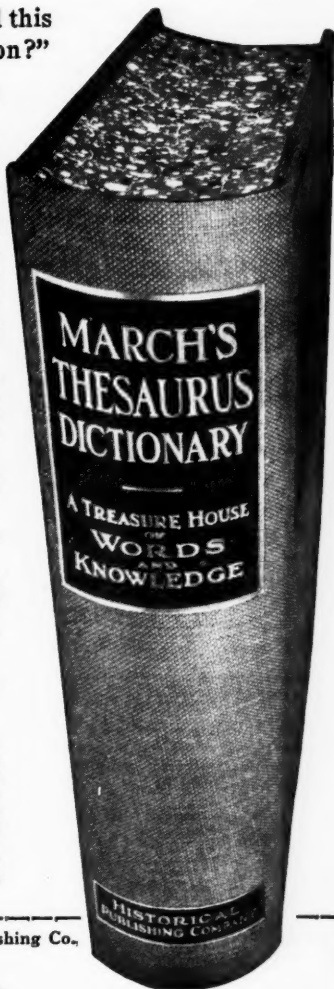 this
on?”
MARCH'S
THESAURUS
DICTIONARY
A TREASURE HOUSE
OF
WORDS
AND
KNOWLEDGE
HISTORICAL
PUBLISHING COMPANY
shing Co.,